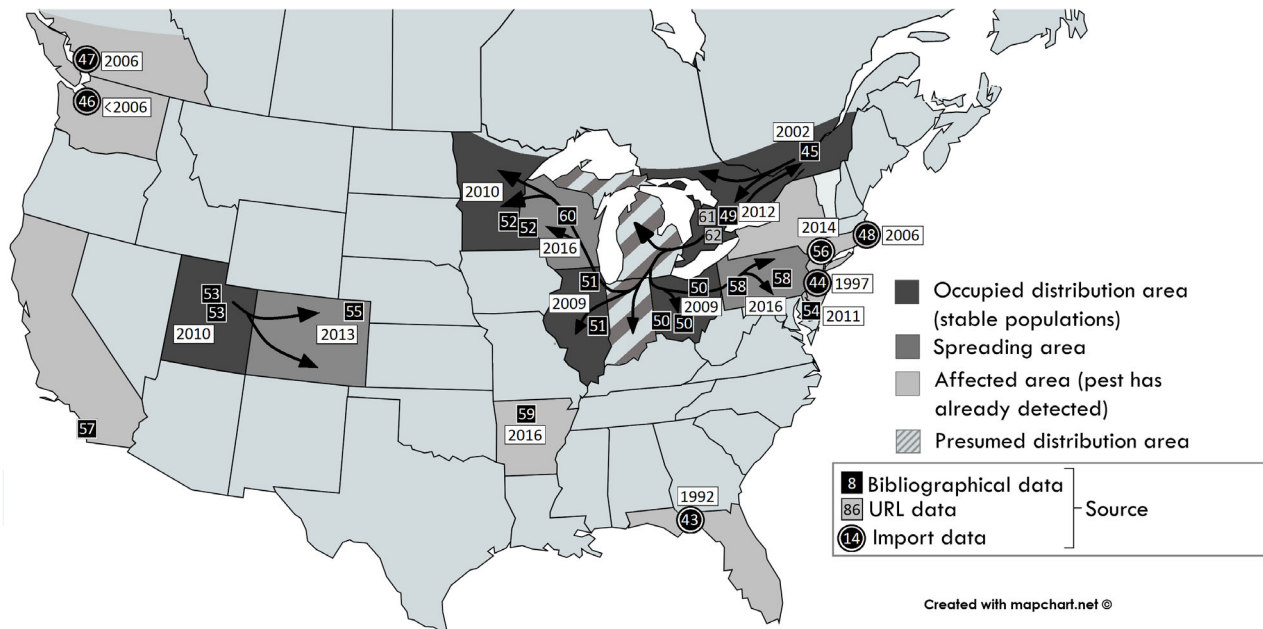 47 2006
46 <2006
2002
45
2010
52
52
60
2016
61 49 2012
62
2014
48 2006
56
44 1997
54 2011
58
58
2016
51
2009
51
50
2009
50
50
53
53
2010
55
2013
57
59
2016
1992
43
Occupied distribution area
(stable populations)
Spreading area
Affected area (pest has
already detected)
Presumed distribution area
8 Bibliographical data
86 URL data
14 Import data
Source
Created with mapchart.net ©